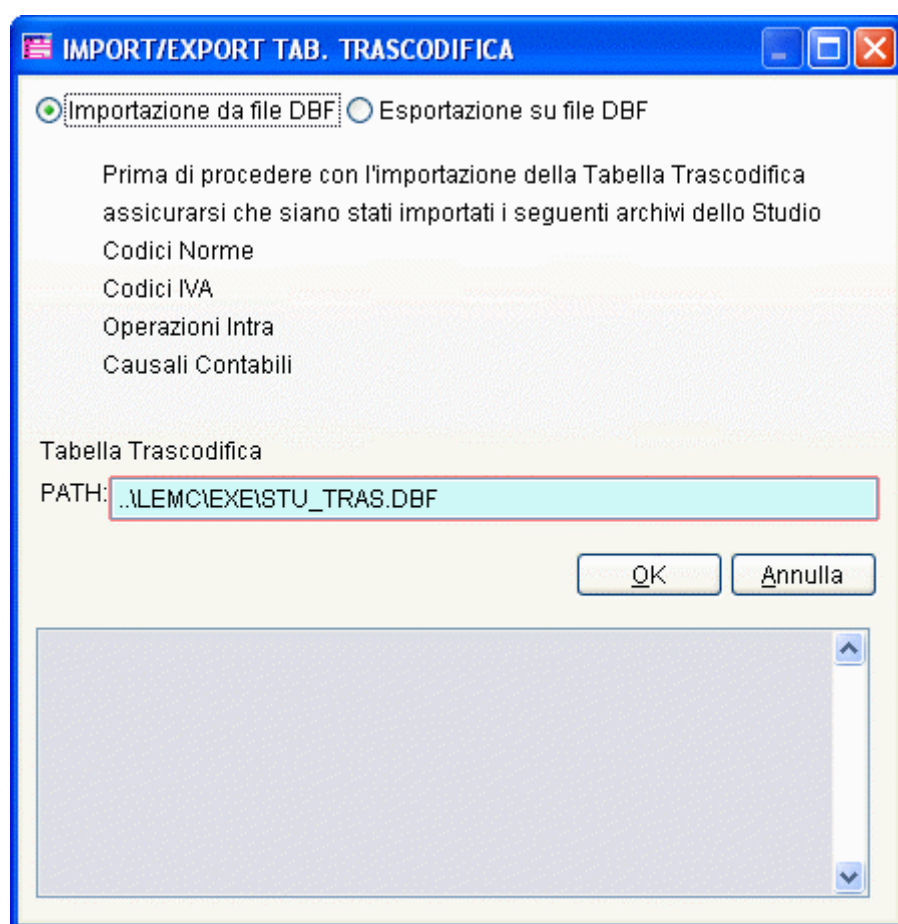 IMPORT/EXPORT TAB. TRASCODIFICA
Importazione da file DBF Esportazione su file DBF
Prima di procedere con l'importazione della Tabella Trascodifica
assicurarsi che siano stati importati i seguenti archivi dello Studio
Codici Norme
Codici IVA
Operazioni Intra
Causali Contabili
Tabella Trascodifica
PATH: ..\LEMC\EXE\STU_TRAS.DBF
OK Annulla